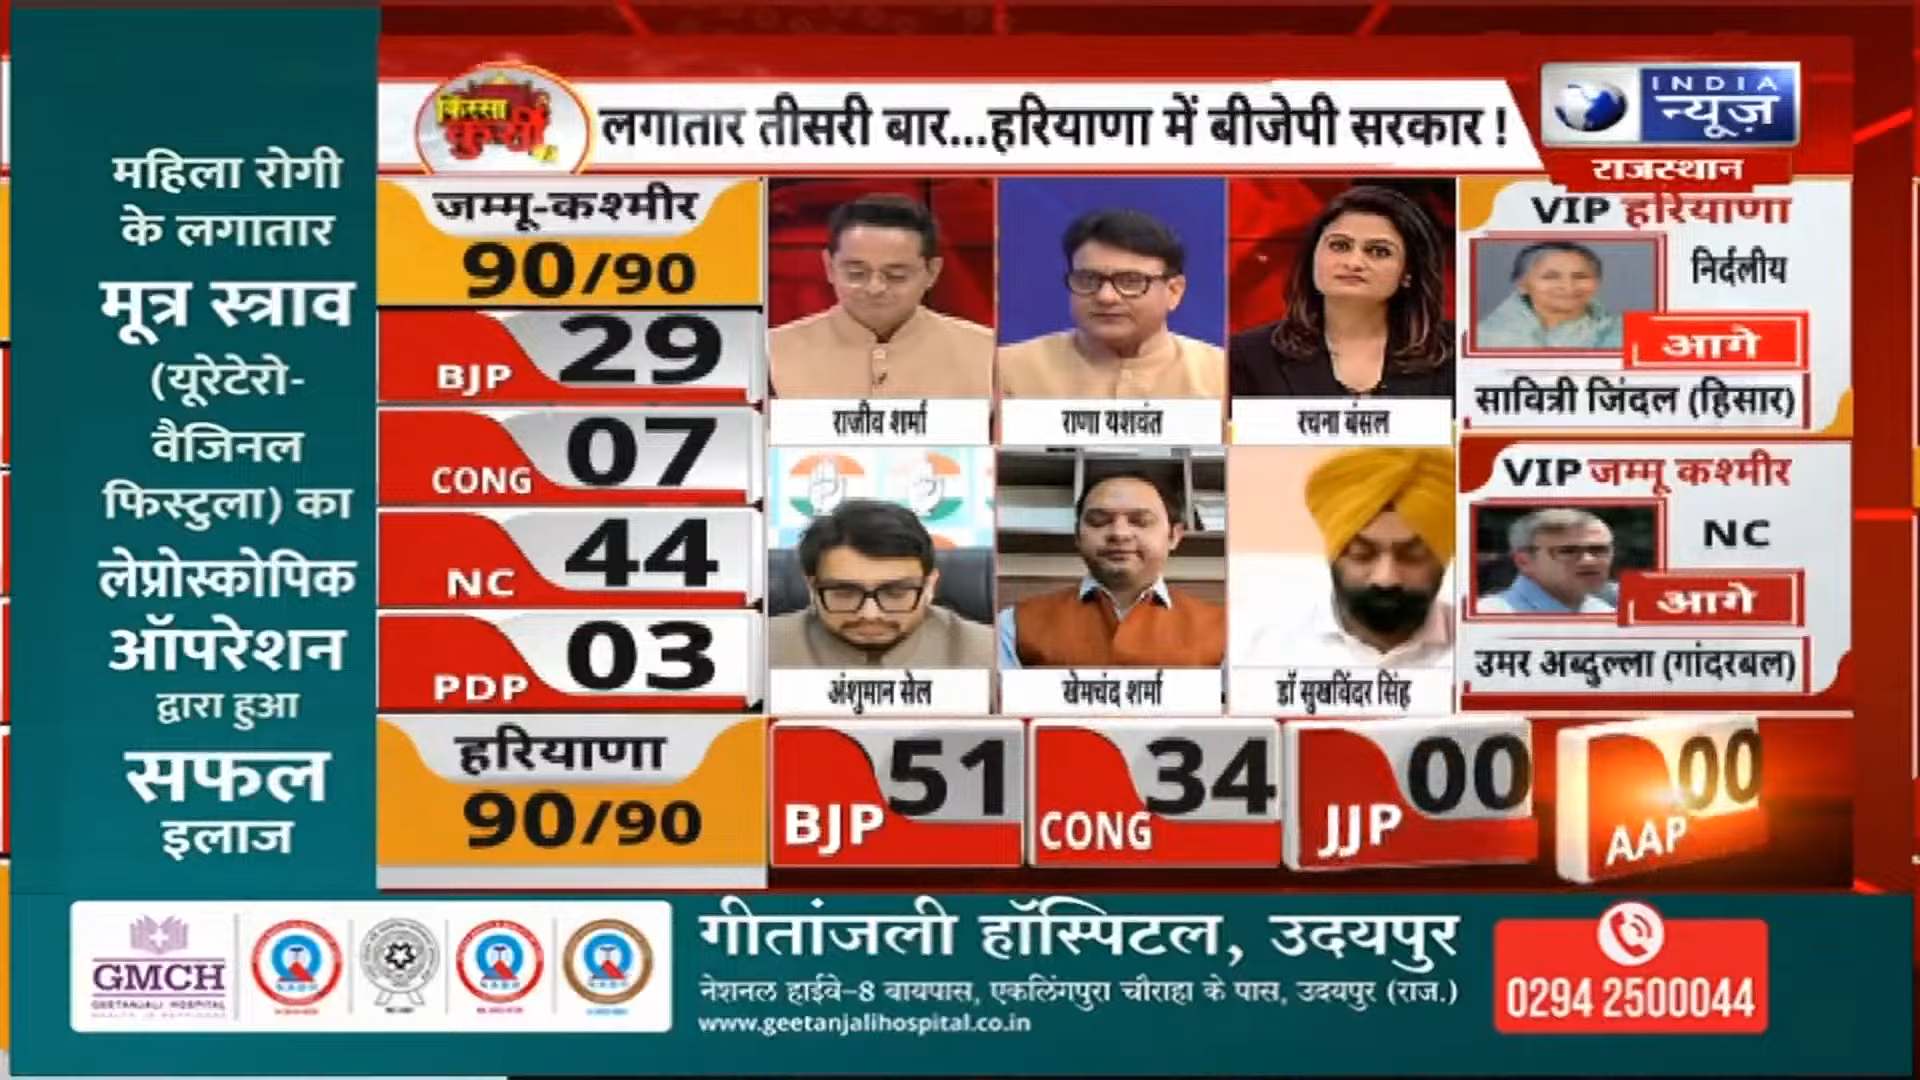 किस्सा
कुर्सी
लगातार तीसरी बार...हरियाणा में बीजेपी सरकार !
INDIA
न्यूज़
राजस्थान
महिला रोगी
के लगातार
मूत्र स्त्राव
(यूरेटेरो-
वैजिनल
फिस्टुला) का
लेप्रोस्कोपिक
ऑपरेशन
द्वारा हुआ
सफल
इलाज
जम्मू-कश्मीर
90/90
BJP 29
CONG 07
NC 44
PDP 03
राजीव शर्मा
राणा यशवंत
रचना बंसल
अंशुमान सेल
खेमचंद शर्मा
डॉ सुखविंदर सिंह
VIP हरियाणा
निर्दलीय
आगे
सावित्री जिंदल (हिसार)
VIP जम्मू कश्मीर
NC
आगे
उमर अब्दुल्ला (गांदरबल)
हरियाणा
90/90
BJP 51
CONG 34
JJP 00
AAP 00
GMCH
GEETANJALI HOSPITAL
गीतांजली हॉस्पिटल, उदयपुर
नेशनल हाईवे-8 बायपास, एकलिंगपुरा चौराहा के पास, उदयपुर (राज.)
www.geetanjalihospital.co.in
0294 2500044